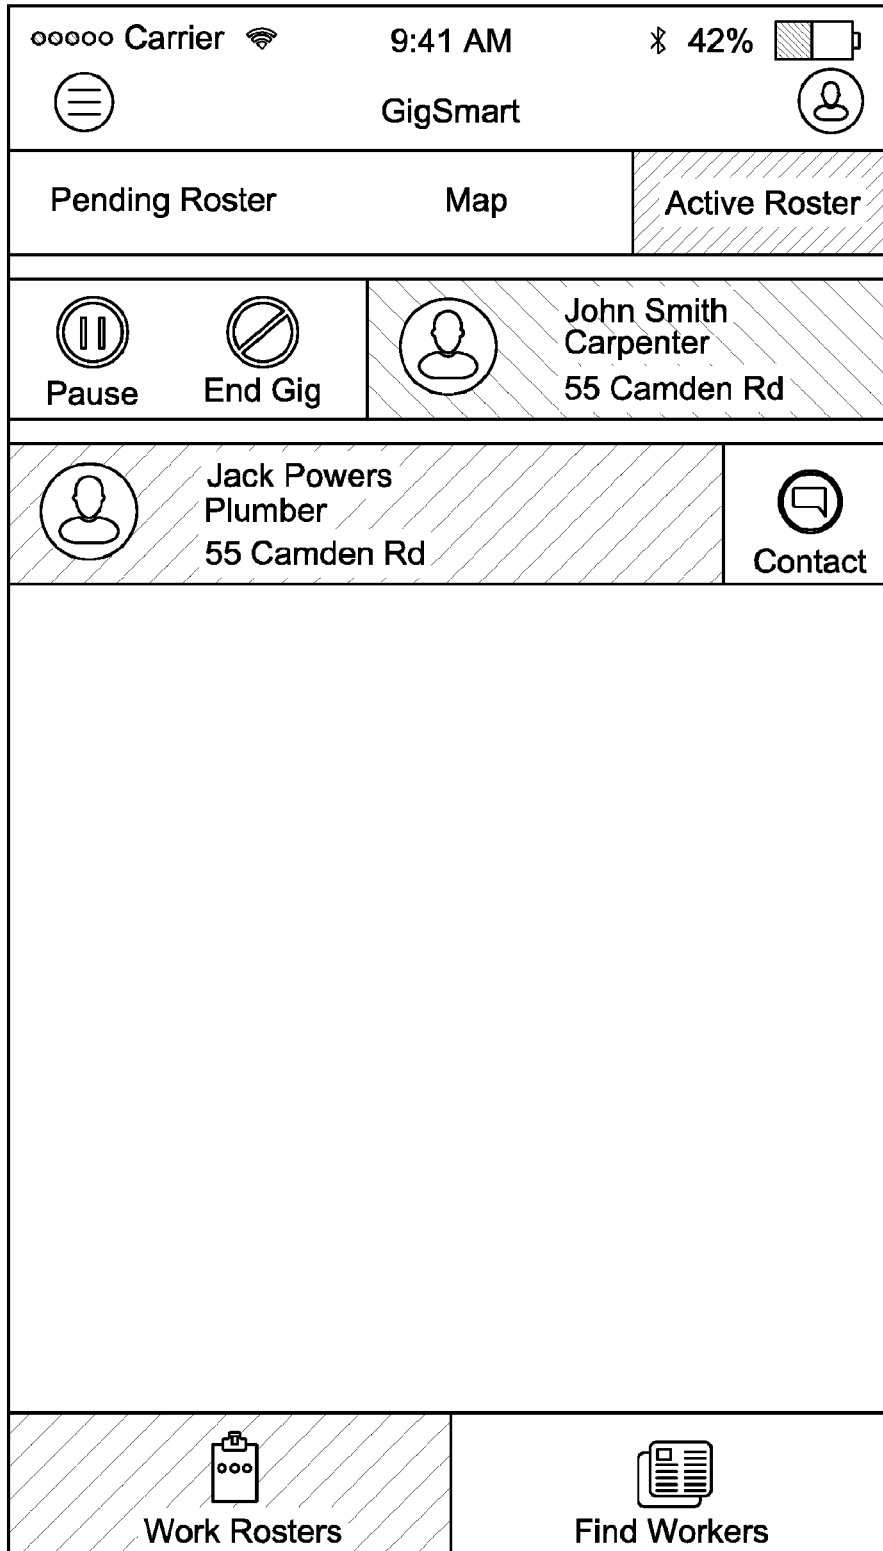 Carrier 9:41 AM 42%
GigSmart
Pending Roster Map Active Roster
John Smith
Carpenter
55 Camden Rd
Pause End Gig
Jack Powers
Plumber
55 Camden Rd
Contact
Work Rosters Find Workers